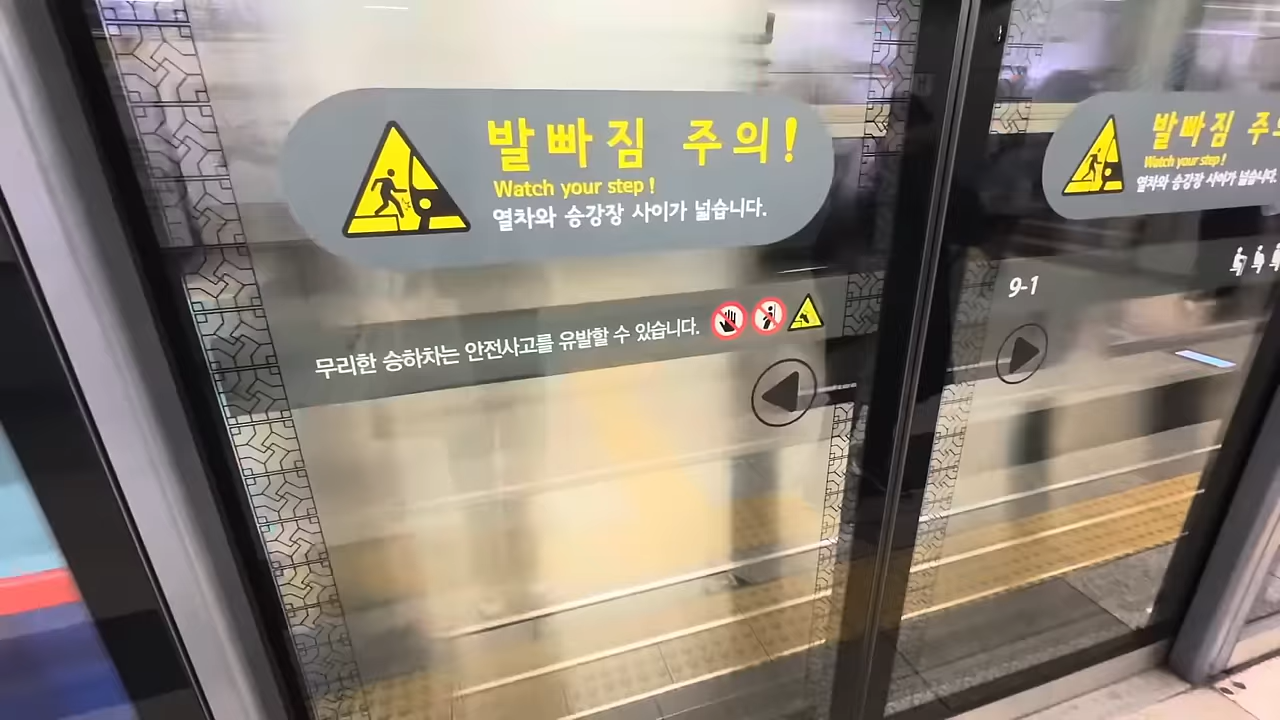 발빠짐 주의!
Watch your step !
열차와 승강장 사이가 넓습니다.
무리한 승하차는 안전사고를 유발할 수 있습니다.
발빠짐 주
Watch your step !
열차와 승강장 사이가 넓습니다.
9-1